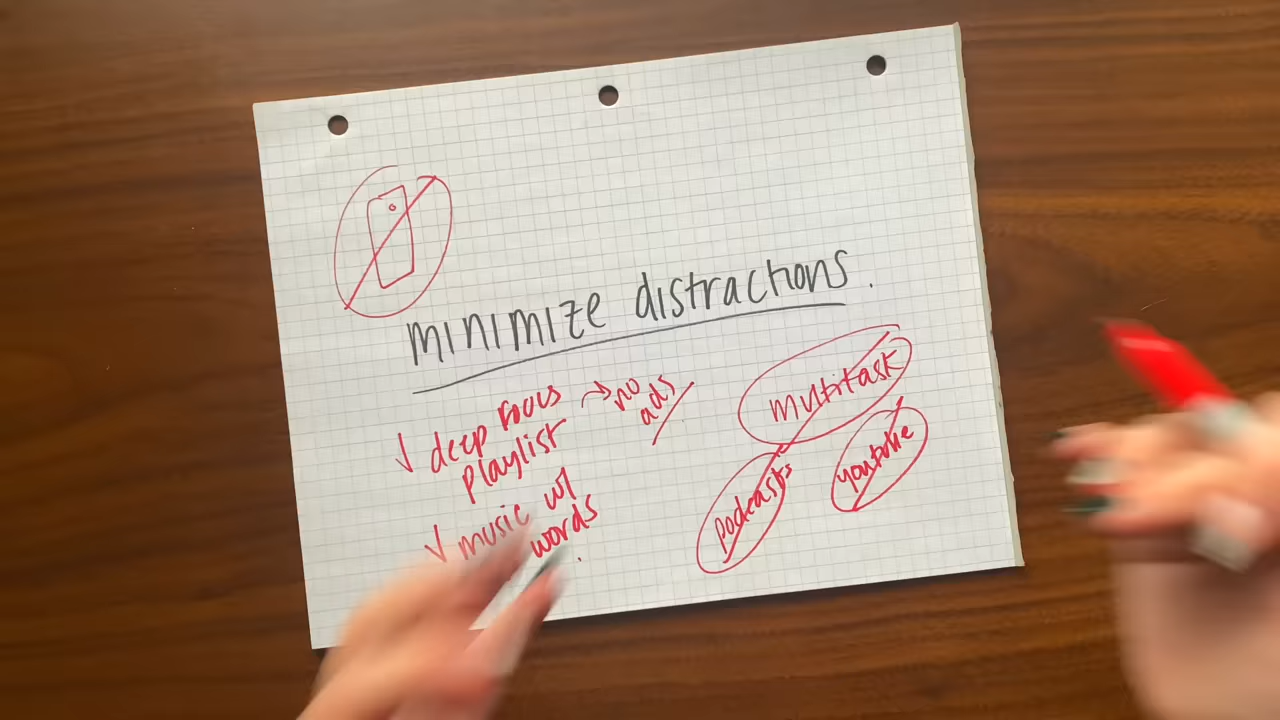 minimize distractions.
√ deep focus
playlist
→ no
ads
√ music w/
words
multitask
podcasts
youtube